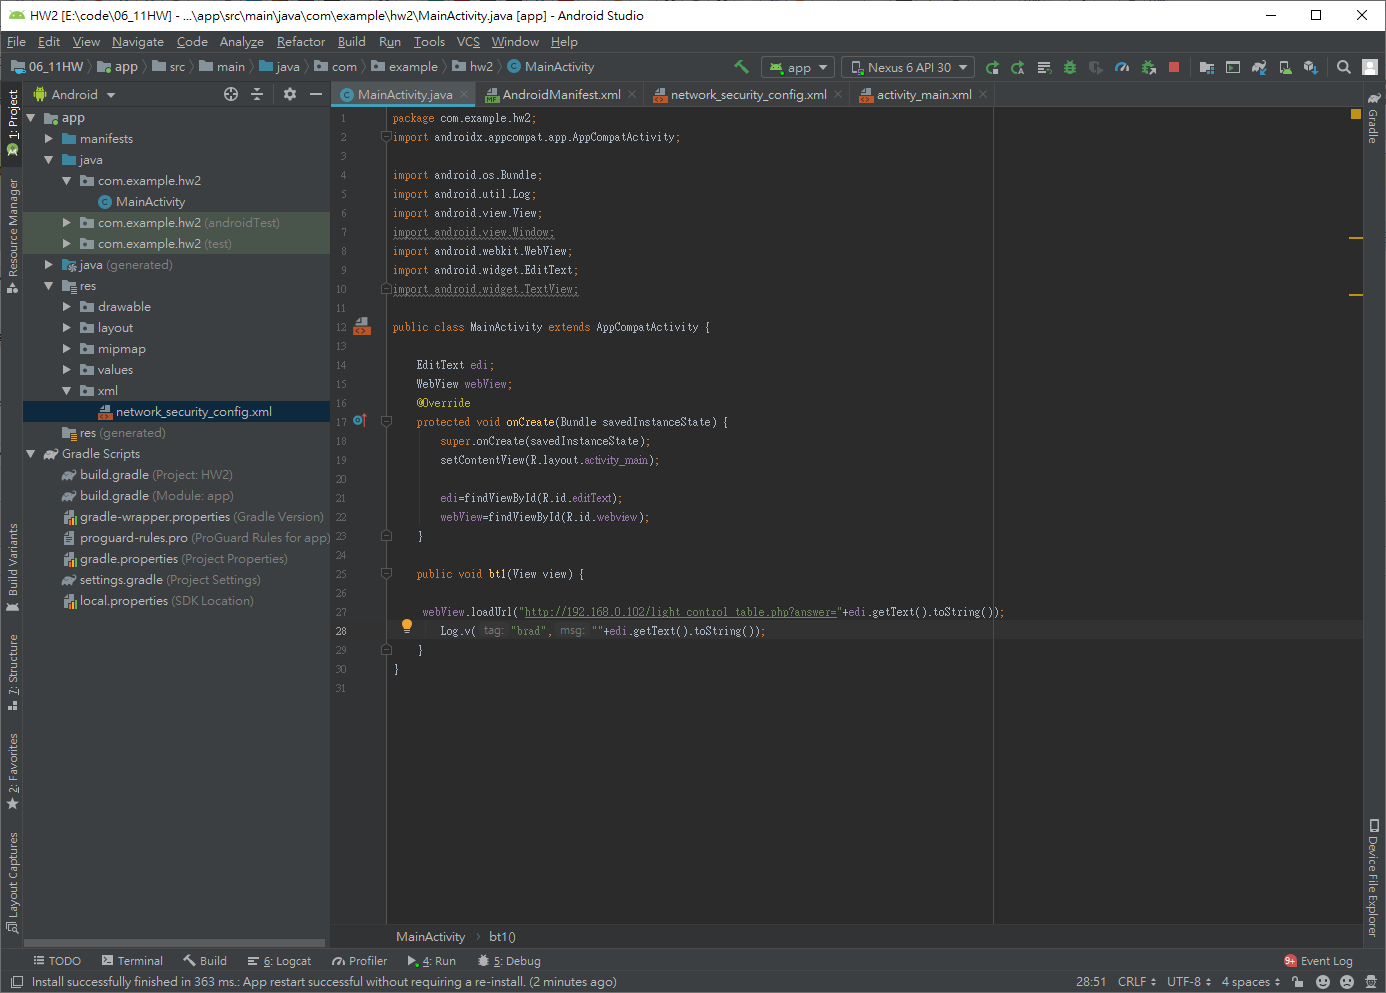 HW2 [E:\code\06_11HW] - ...\app\src\main\java\com\example\hw2\MainActivity.java [app] - Android Studio
File Edit View Navigate Code Analyze Refactor Build Run Tools VCS Window Help
06_11HW app src main java com example hw2 MainActivity app Nexus 6 API 30
Android
MainActivity.java AndroidManifest.xml network_security_config.xml activity_main.xml
1: Project
Resource Manager
Build Variants
7: Structure
2: Favorites
Layout Captures
app
manifests
java
com.example.hw2
MainActivity
com.example.hw2 (androidTest)
com.example.hw2 (test)
java (generated)
res
drawable
layout
mipmap
values
xml
network_security_config.xml
res (generated)
Gradle Scripts
build.gradle (Project: HW2)
build.gradle (Module: app)
gradle-wrapper.properties (Gradle Version)
proguard-rules.pro (ProGuard Rules for app)
gradle.properties (Project Properties)
settings.gradle (Project Settings)
local.properties (SDK Location)
1 package com.example.hw2;
2 import androidx.appcompat.app.AppCompatActivity;
3
4 import android.os.Bundle;
5 import android.util.Log;
6 import android.view.View;
7 import android.view.Window;
8 import android.webkit.WebView;
9 import android.widget.EditText;
10 import android.widget.TextView;
11
12 public class MainActivity extends AppCompatActivity {
13
14 EditText edi;
15 WebView webView;
16 @Override
17 protected void onCreate(Bundle savedInstanceState) {
18 super.onCreate(savedInstanceState);
19 setContentView(R.layout.activity_main);
20
21 edi=findViewById(R.id.editText);
22 webView=findViewById(R.id.webview);
23 }
24
25 public void bt1(View view) {
26
27 webView.loadUrl("http://192.168.0.102/light_control_table.php?answer="+edi.getText().toString());
28 Log.v( tag: "brad", msg: ""+edi.getText().toString());
29 }
30 }
31
Gradle
Device File Explorer
MainActivity bt1()
TODO Terminal Build 6: Logcat Profiler 4: Run 5: Debug 9+ Event Log
Install successfully finished in 363 ms.: App restart successful without requiring a re-install. (2 minutes ago) 28:51 CRLF UTF-8 4 spaces